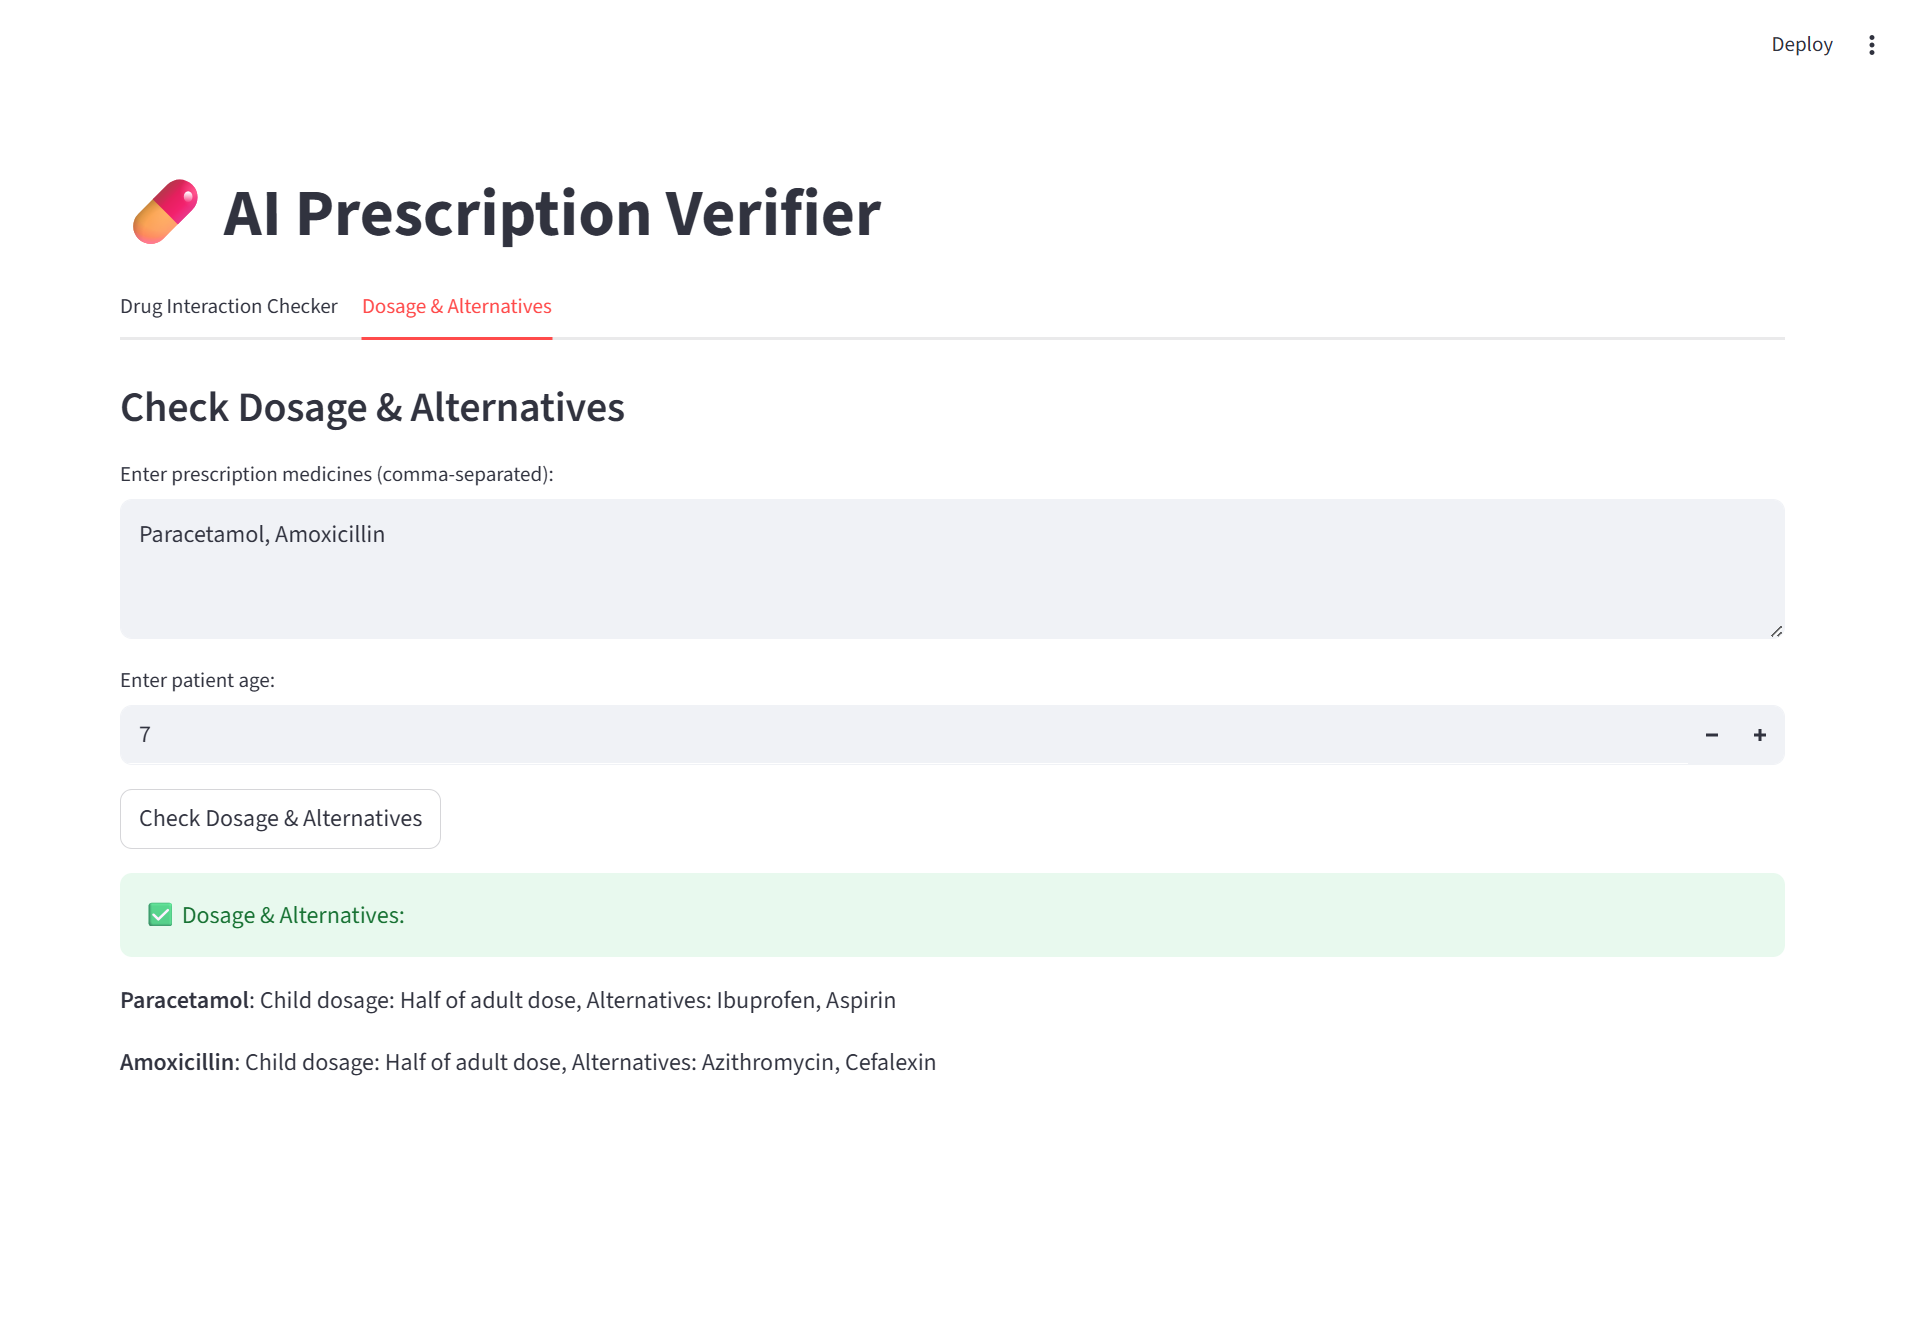 Deploy
AI Prescription Verifier
Drug Interaction Checker
Dosage & Alternatives
Check Dosage & Alternatives
Enter prescription medicines (comma-separated):
Paracetamol, Amoxicillin
Enter patient age:
7
Check Dosage & Alternatives
Dosage & Alternatives:
Paracetamol: Child dosage: Half of adult dose, Alternatives: Ibuprofen, Aspirin
Amoxicillin: Child dosage: Half of adult dose, Alternatives: Azithromycin, Cefalexin